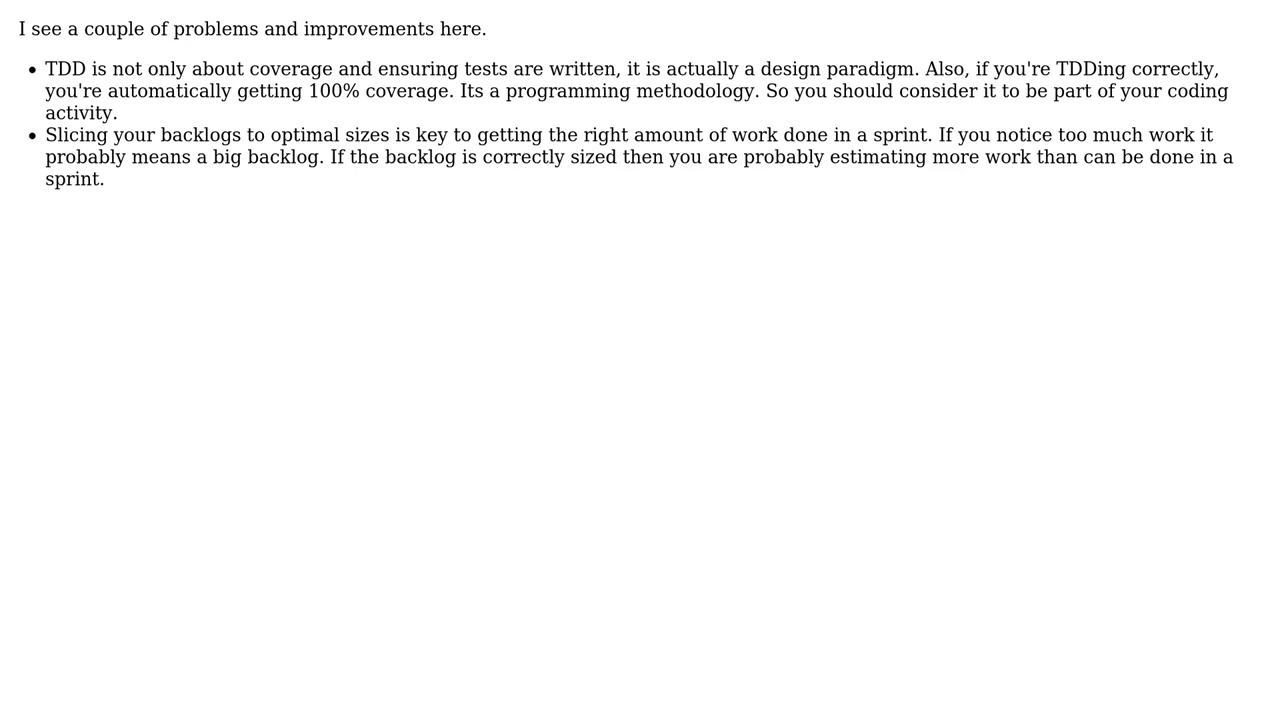 I see a couple of problems and improvements here.
• TDD is not only about coverage and ensuring tests are written, it is actually a design paradigm. Also, if you're TDDing correctly,
you're automatically getting 100% coverage. Its a programming methodology. So you should consider it to be part of your coding
activity.
• Slicing your backlogs to optimal sizes is key to getting the right amount of work done in a sprint. If you notice too much work it
probably means a big backlog. If the backlog is correctly sized then you are probably estimating more work than can be done in a
sprint.